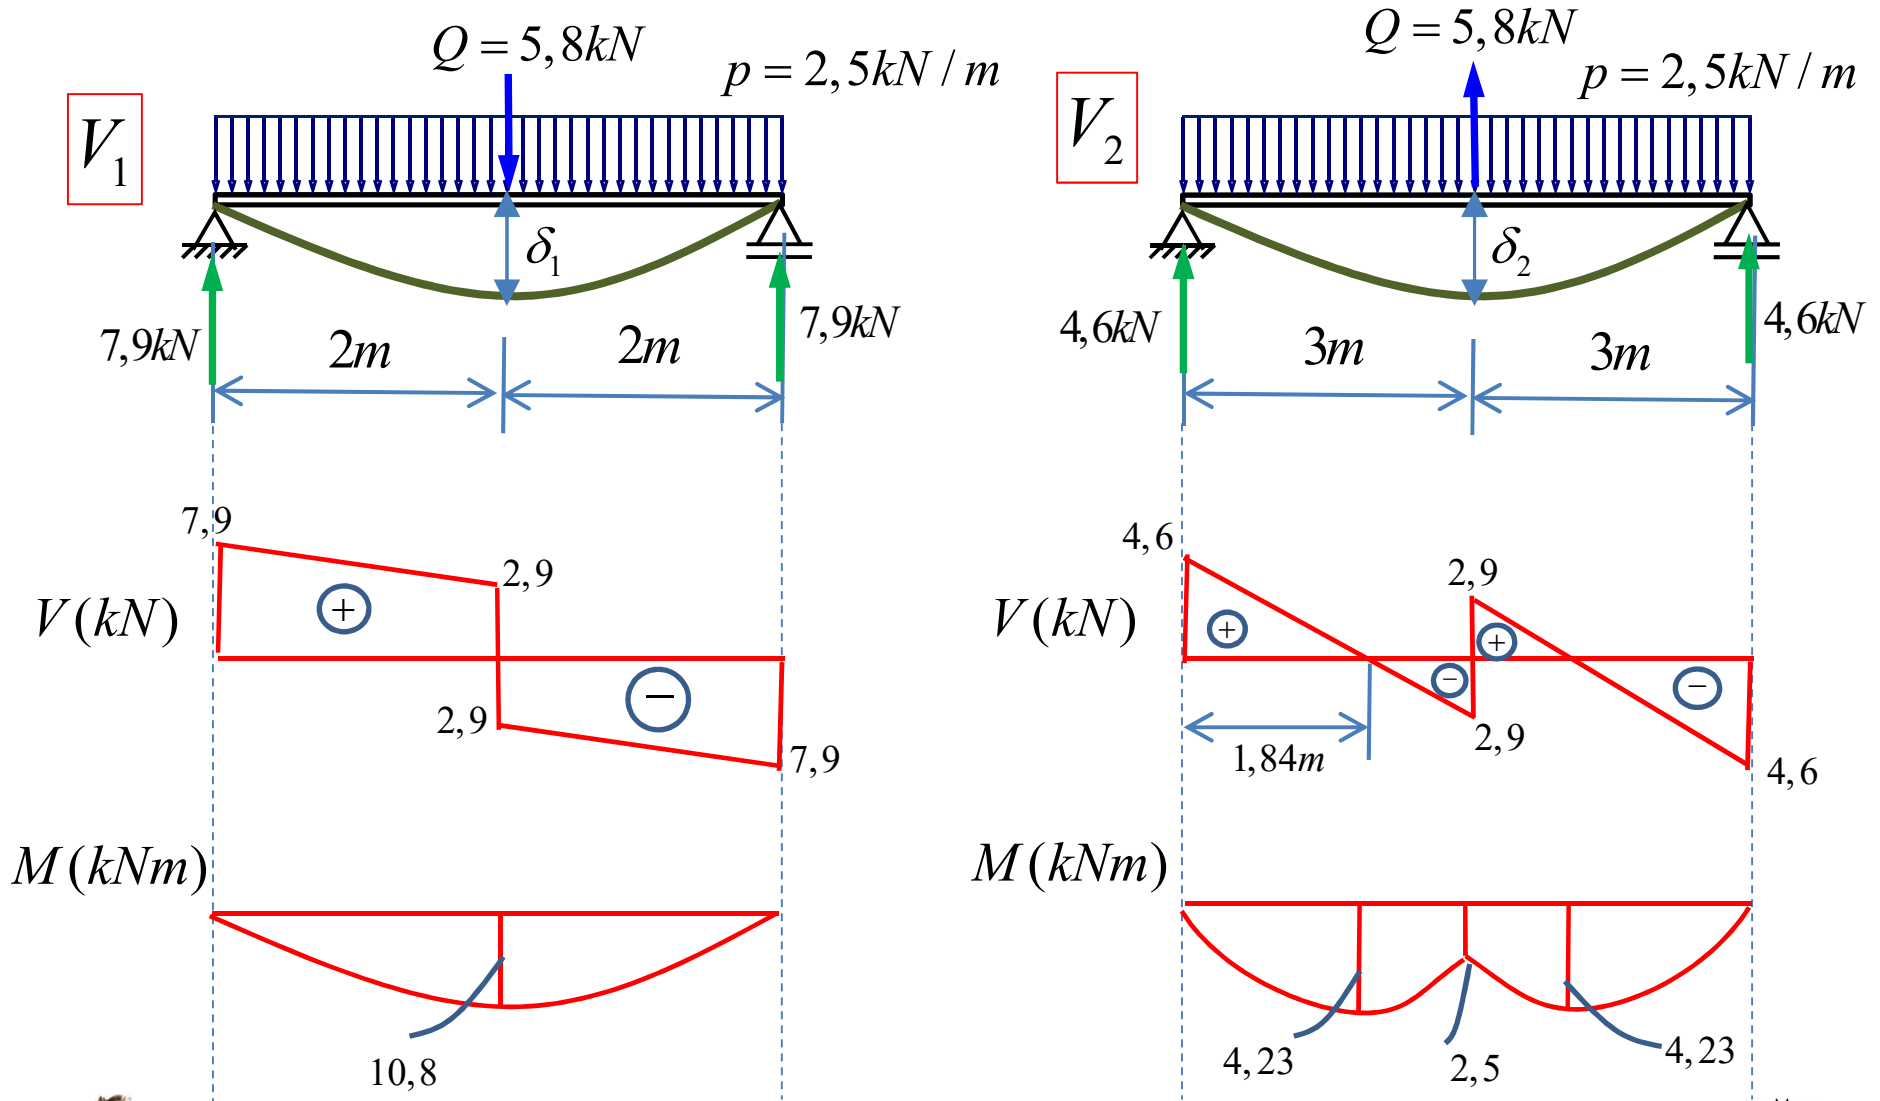 V₁
Q = 5,8kN
p = 2,5kN / m
δ₁
7,9kN
7,9kN
2m
2m
7,9
2,9
V(kN)
+
−
2,9
7,9
M(kNm)
10,8
V₂
Q = 5,8kN
p = 2,5kN / m
δ₂
4,6kN
4,6kN
3m
3m
4,6
2,9
V(kN)
+
+
−
−
2,9
1,84m
4,6
M(kNm)
4,23
2,5
4,23